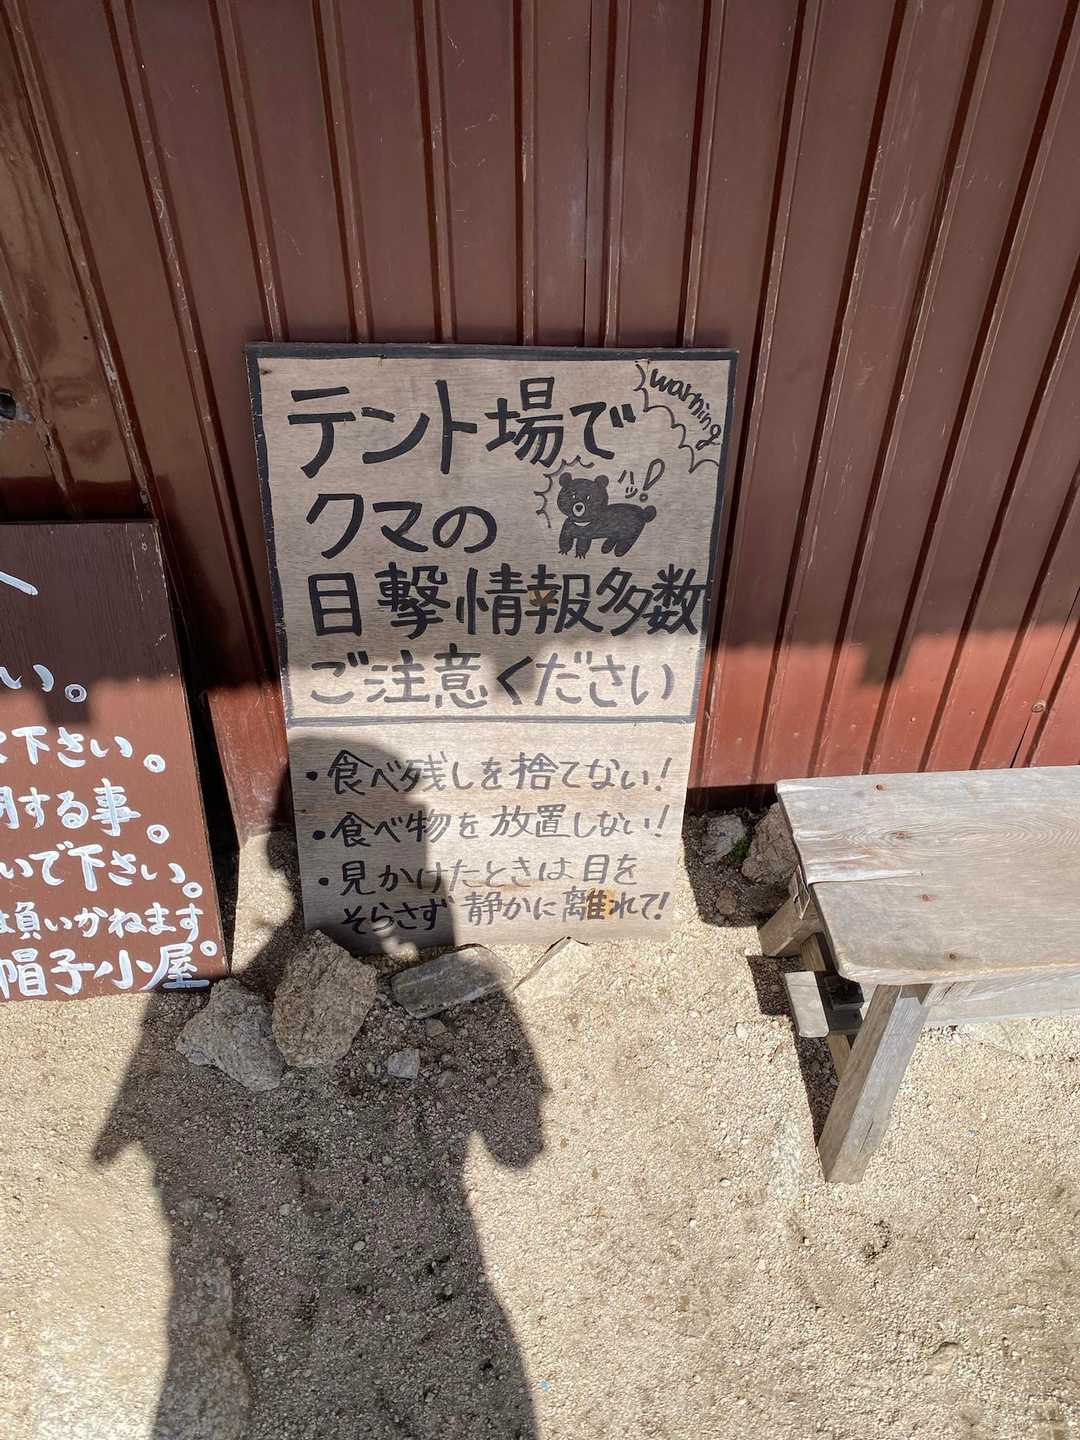 テント場で
warning
クマの
ハッ!
目撃情報多数
ご注意ください
・食べ残しを捨てない!
・食べ物を放置しない!
・見かけたときは目を
そらさず静かに離れて!
い。
下さい。
する事。
いで下さい。
負いかねます。
帽子小屋